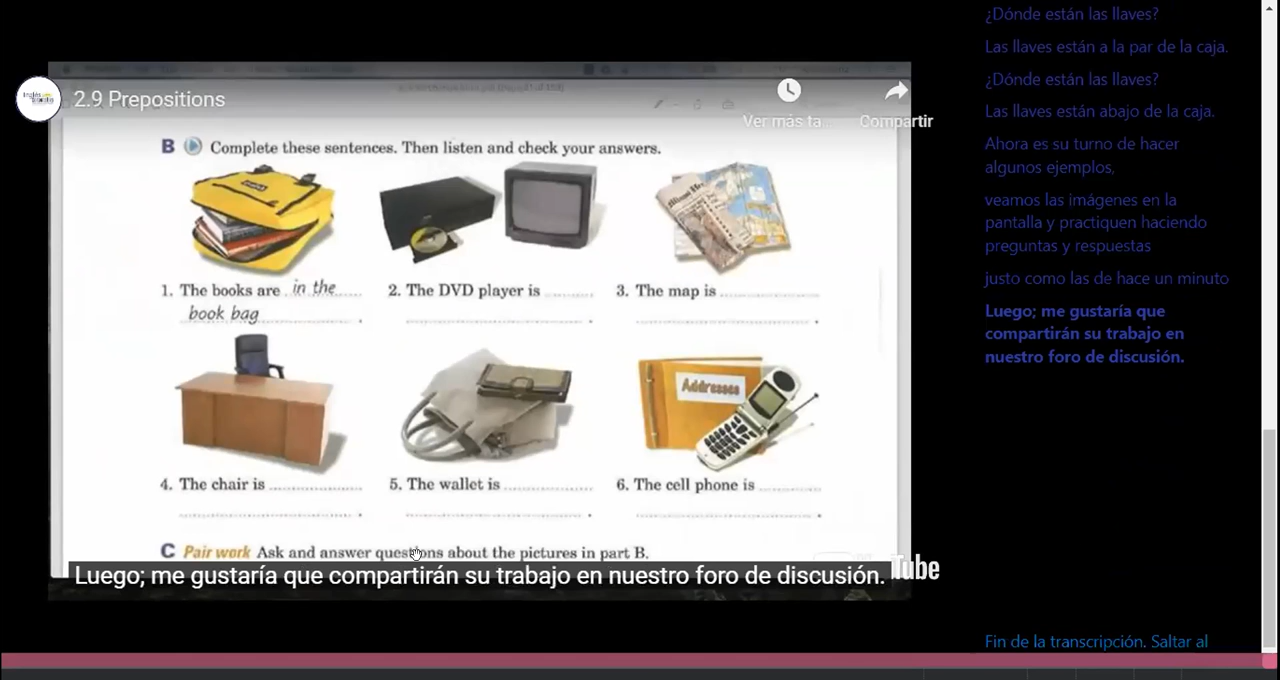 2.9 Prepositions
Ver más ta...
Compartir
B Complete these sentences. Then listen and check your answers.
1. The books are in the
book bag.
2. The DVD player is
3. The map is
Addresses
4. The chair is
5. The wallet is
6. The cell phone is
C Pair work Ask and answer questions about the pictures in part B.
Luego; me gustaría que compartirán su trabajo en nuestro foro de discusión.
Tube
¿Dónde están las llaves?
Las llaves están a la par de la caja.
¿Dónde están las llaves?
Las llaves están abajo de la caja.
Ahora es su turno de hacer
algunos ejemplos,
veamos las imágenes en la
pantalla y practiquen haciendo
preguntas y respuestas
justo como las de hace un minuto
Luego; me gustaría que
compartirán su trabajo en
nuestro foro de discusión.
Fin de la transcripción. Saltar al